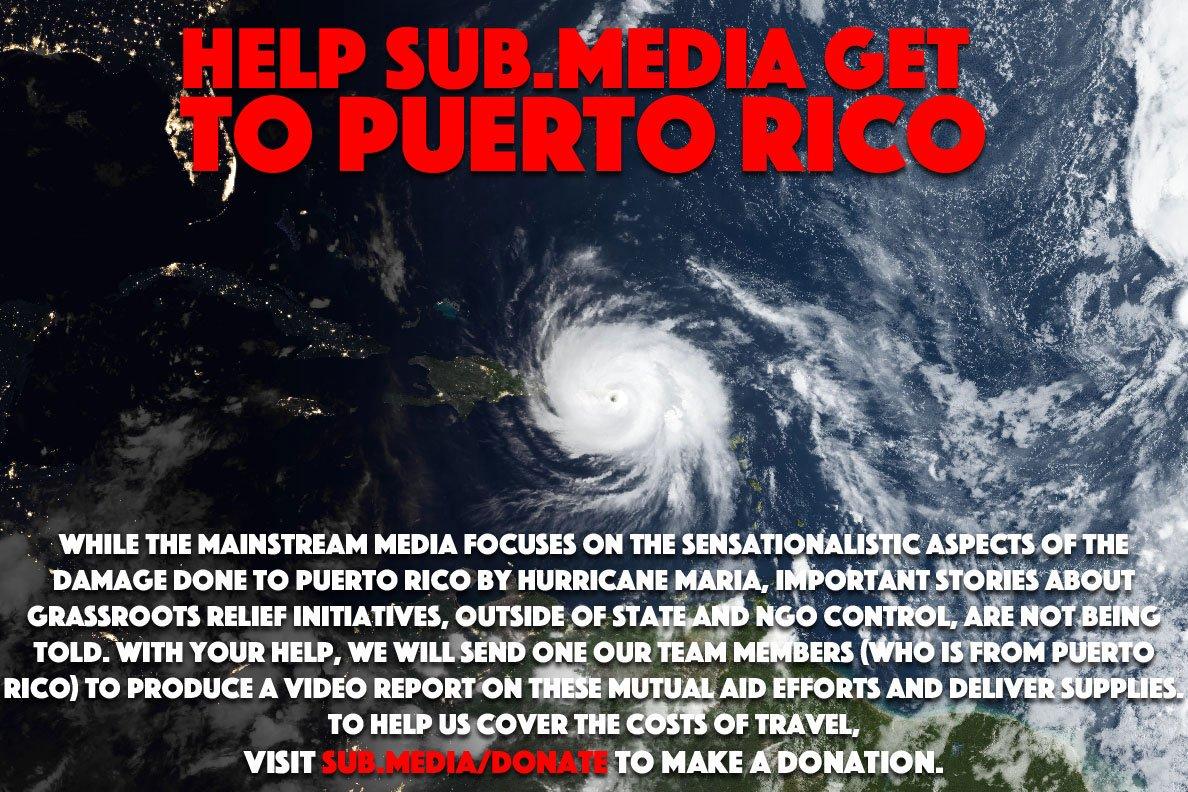 HELP SUB.MEDIA GET
TO PUERTO RICO
WHILE THE MAINSTREAM MEDIA FOCUSES ON THE SENSATIONALISTIC ASPECTS OF THE
DAMAGE DONE TO PUERTO RICO BY HURRICANE MARIA, IMPORTANT STORIES ABOUT
GRASSROOTS RELIEF INITIATIVES, OUTSIDE OF STATE AND NGO CONTROL, ARE NOT BEING
TOLD. WITH YOUR HELP, WE WILL SEND ONE OUR TEAM MEMBERS (WHO IS FROM PUERTO
RICO) TO PRODUCE A VIDEO REPORT ON THESE MUTUAL AID EFFORTS AND DELIVER SUPPLIES.
TO HELP US COVER THE COSTS OF TRAVEL,
VISIT SUB.MEDIA/DONATE TO MAKE A DONATION.